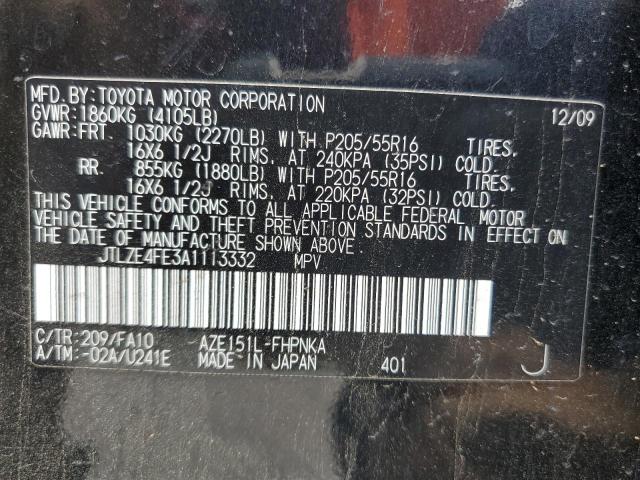 MFD.BY:TOYOTA MOTOR CORPORATION 12/09
GVWR:1860KG (4105LB)
GAWR:FRT. 1030KG (2270LB) WITH P205/55R16 TIRES,
16X6 1/2J RIMS, AT 240KPA (35PSI) COLD.
RR. 855KG (1880LB) WITH P205/55R16 TIRES,
16X6 1/2J RIMS, AT 220KPA (32PSI) COLD.
THIS VEHICLE CONFORMS TO ALL APPLICABLE FEDERAL MOTOR
VEHICLE SAFETY AND THEFT PREVENTION STANDARDS IN EFFECT ON
THE DATE OF MANUFACTURE SHOWN ABOVE.
JTLZE4FE3A1113332 MPV
C/TR:209/FA10 AZE151L-FHPNKA
A/TM:-02A/U241E MADE IN JAPAN 401 J